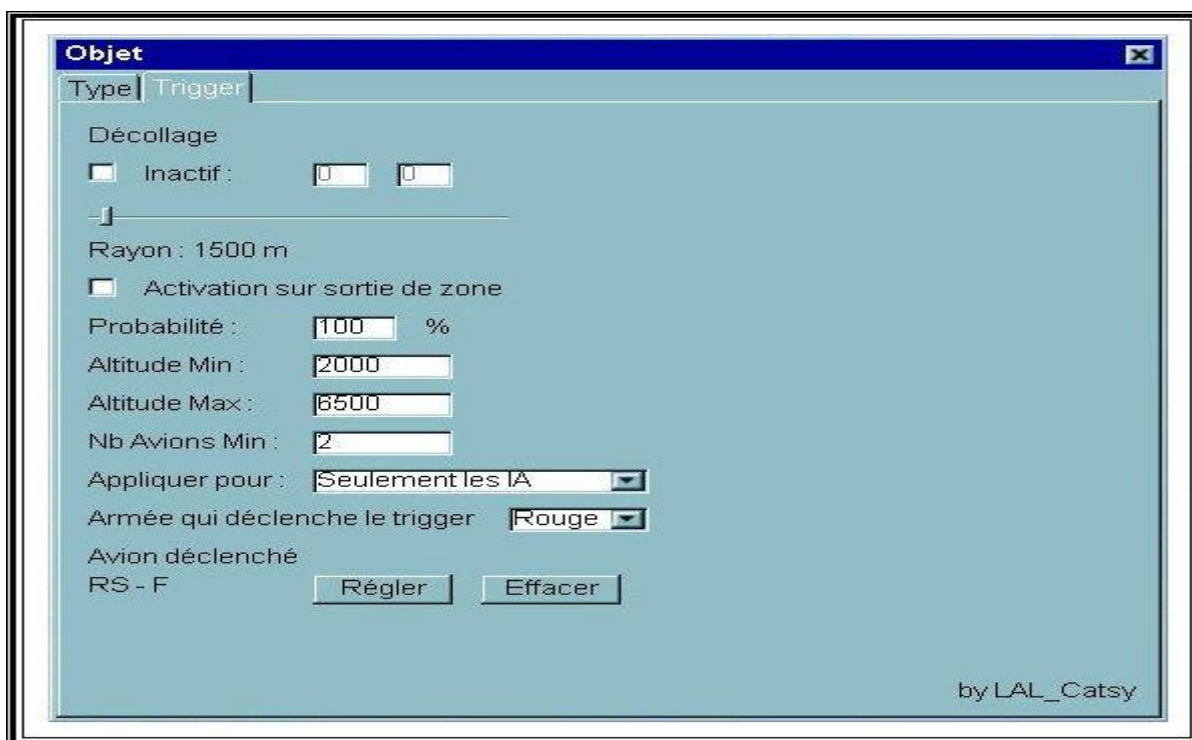 Objet
Type Trigger
Décollage
Inactif : 0 0
Rayon : 1500 m
Activation sur sortie de zone
Probabilité : 100 %
Altitude Min : 2000
Altitude Max : 6500
Nb Avions Min : 2
Appliquer pour : Seulement les IA
Armée qui déclenche le trigger Rouge
Avion déclenché
RS - F Régler Effacer
by LAL_Catsy